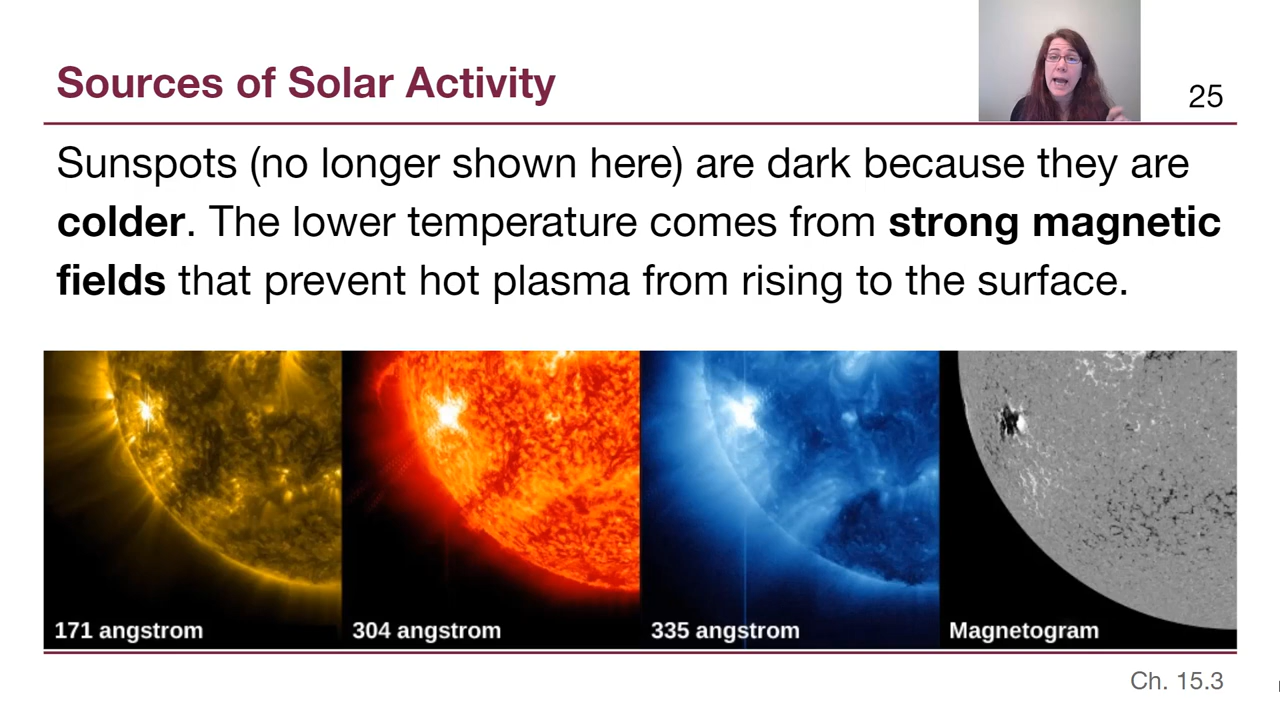 Sources of Solar Activity
25
Sunspots (no longer shown here) are dark because they are
colder. The lower temperature comes from strong magnetic
fields that prevent hot plasma from rising to the surface.
171 angstrom
304 angstrom
335 angstrom
Magnetogram
Ch. 15.3